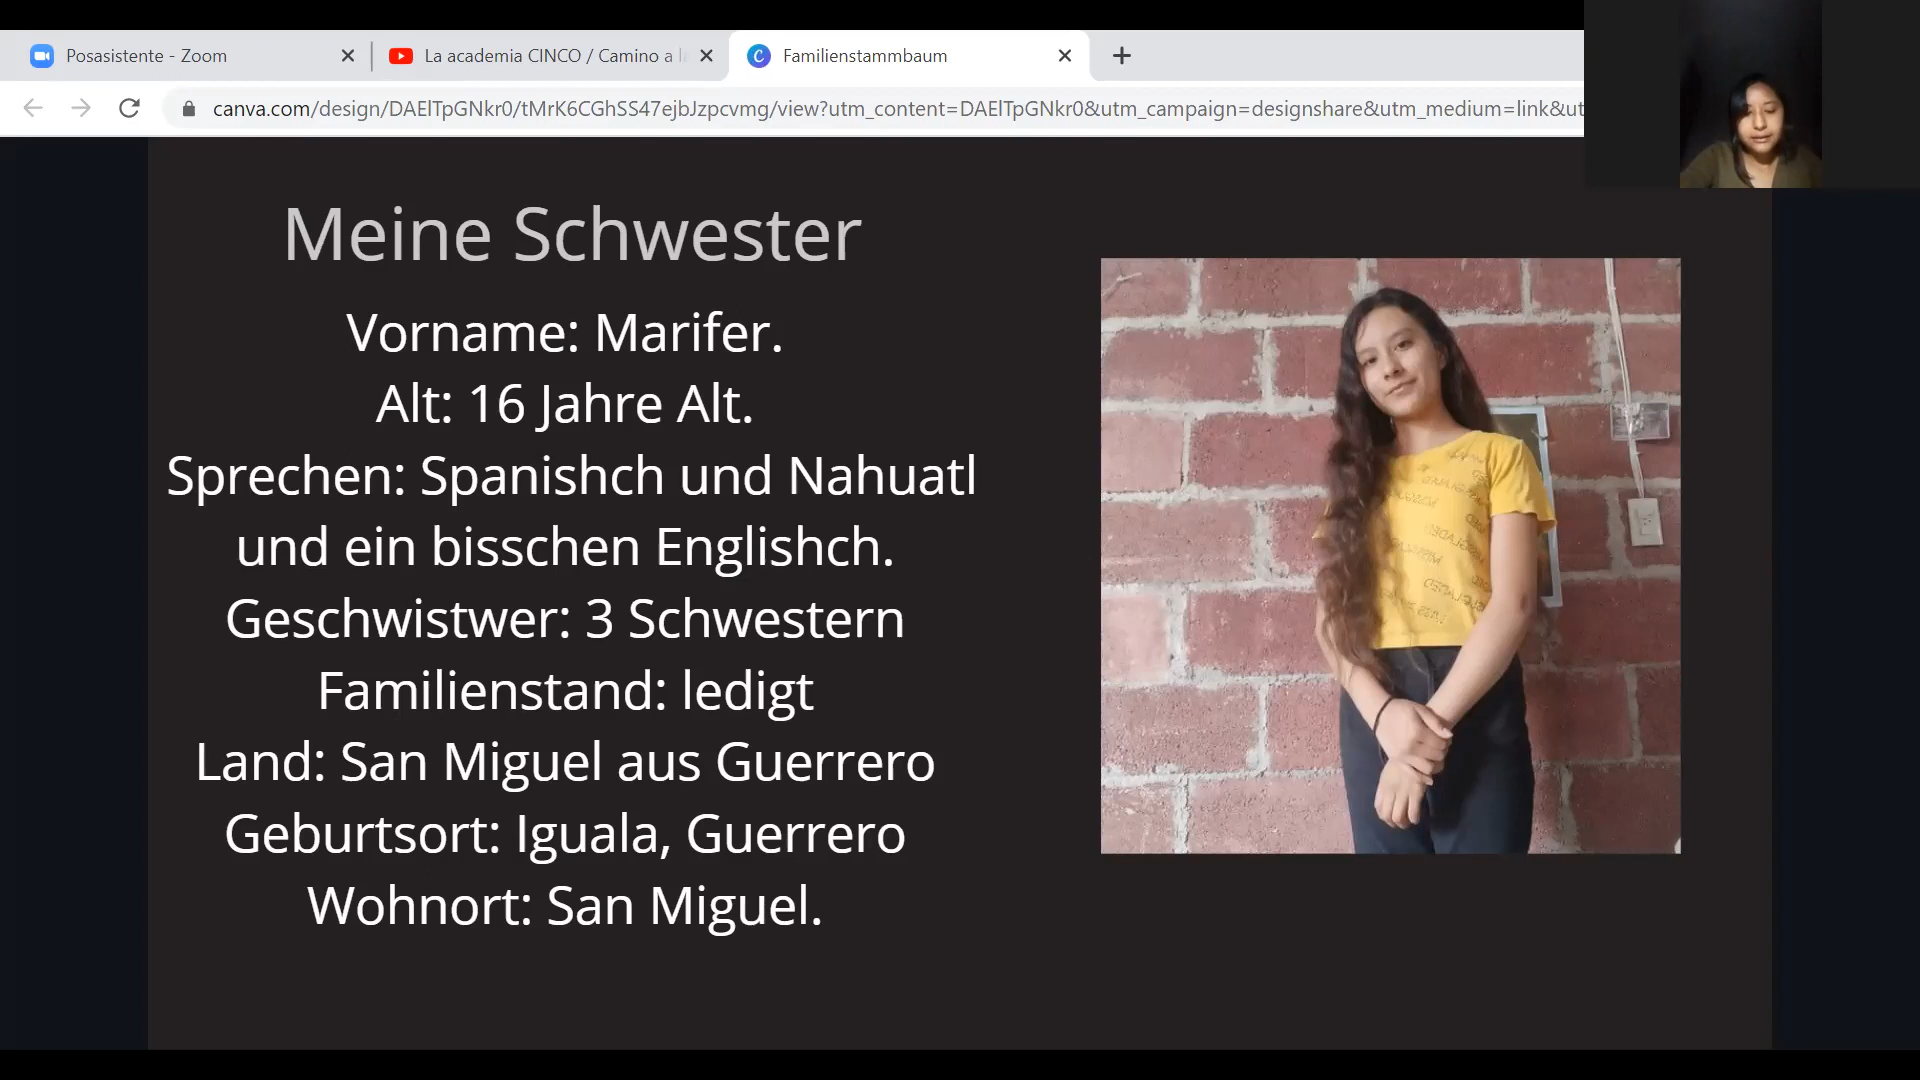 Posasistente - Zoom
La academia CINCO / Camino a l
Familienstammbaum
canva.com/design/DAElTpGNkr0/tMrK6CGhSS47ejbJzpcvmg/view?utm_content=DAElTpGNkr0&utm_campaign=designshare&utm_medium=link&ut
Meine Schwester
Vorname: Marifer.
Alt: 16 Jahre Alt.
Sprechen: Spanishch und Nahuatl
und ein bisschen Englishch.
Geschwistwer: 3 Schwestern
Familienstand: ledigt
Land: San Miguel aus Guerrero
Geburtsort: Iguala, Guerrero
Wohnort: San Miguel.